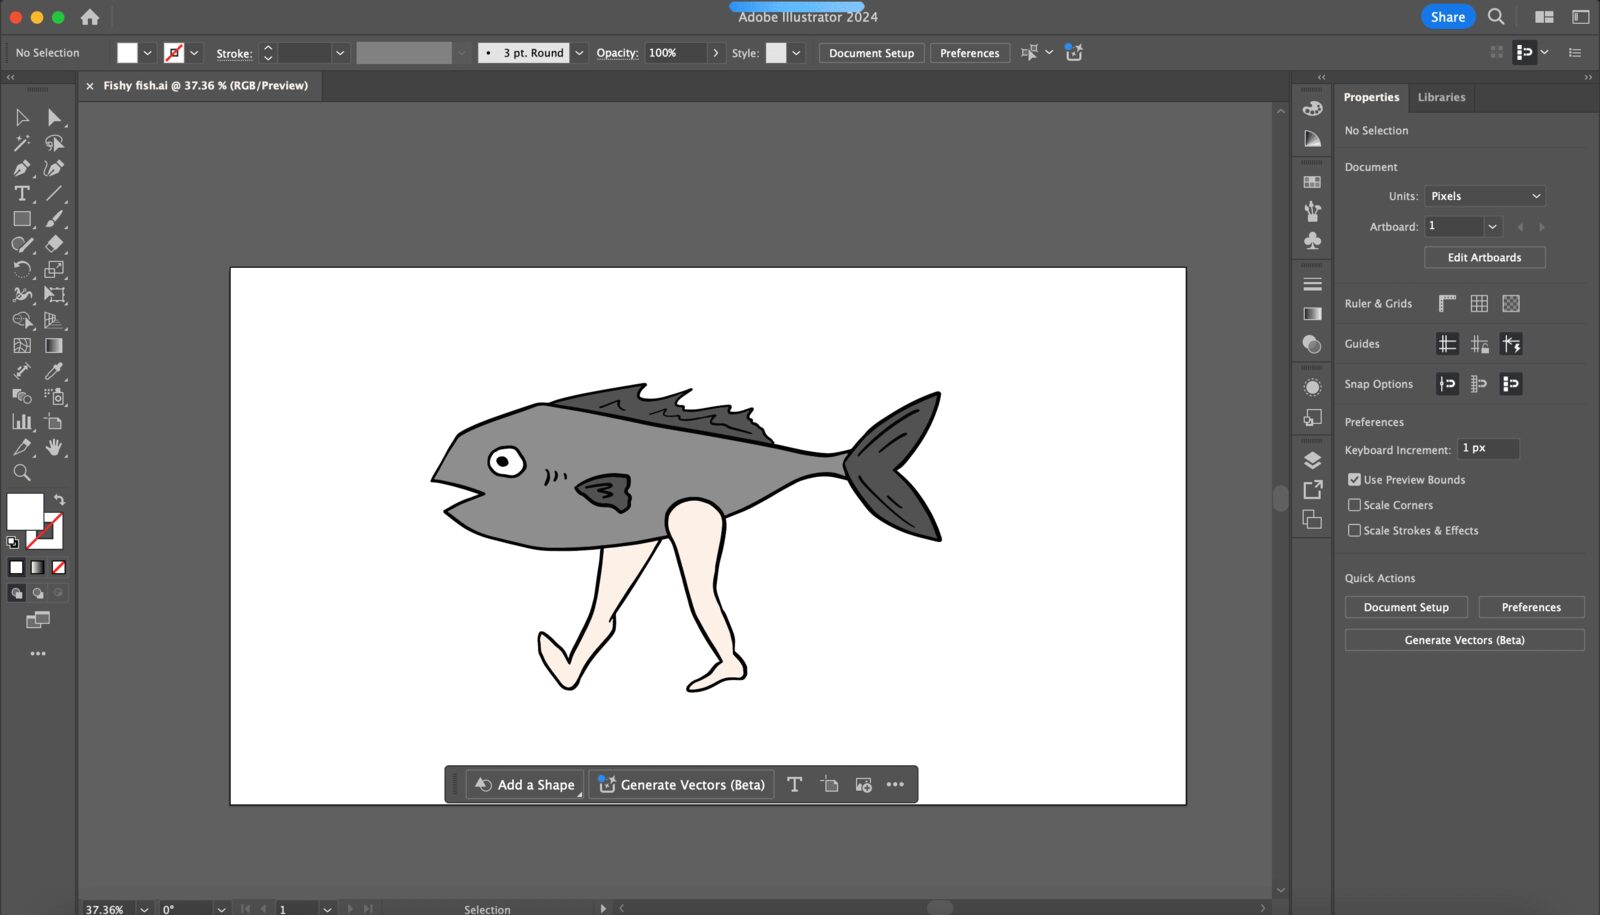 Adobe Illustrator 2024
Share
No Selection
Stroke:
3 pt. Round
Opacity: 100%
Style:
Document Setup
Preferences
Fishy fish.ai @ 37.36 % (RGB/Preview)
Properties
Libraries
No Selection
Document
Units: Pixels
Artboard: 1
Edit Artboards
Ruler & Grids
Guides
Snap Options
Preferences
Keyboard Increment: 1 px
Use Preview Bounds
Scale Corners
Scale Strokes & Effects
Quick Actions
Document Setup
Preferences
Generate Vectors (Beta)
Add a Shape
Generate Vectors (Beta)
37.36%
0°
1
Selection